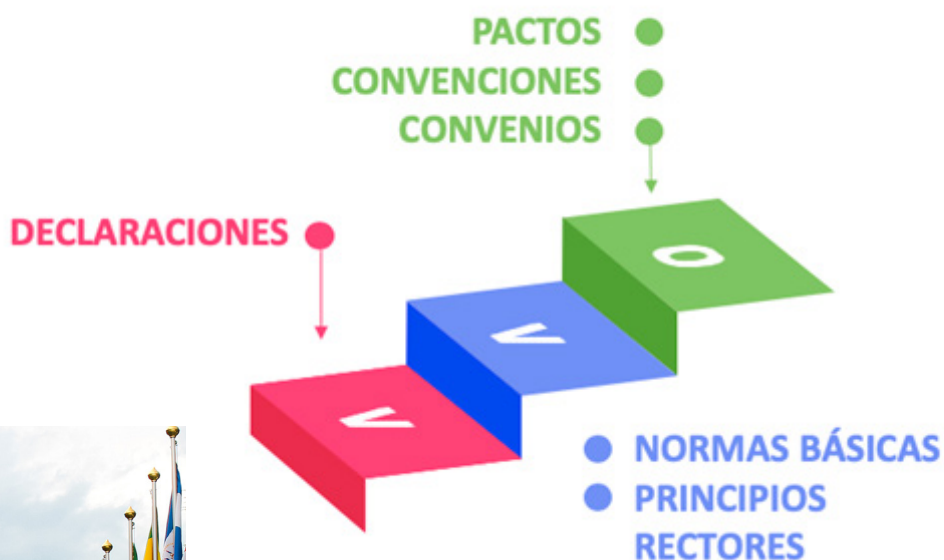 PACTOS
CONVENCIONES
CONVENIOS
DECLARACIONES
O
V
V
NORMAS BÁSICAS
PRINCIPIOS
RECTORES